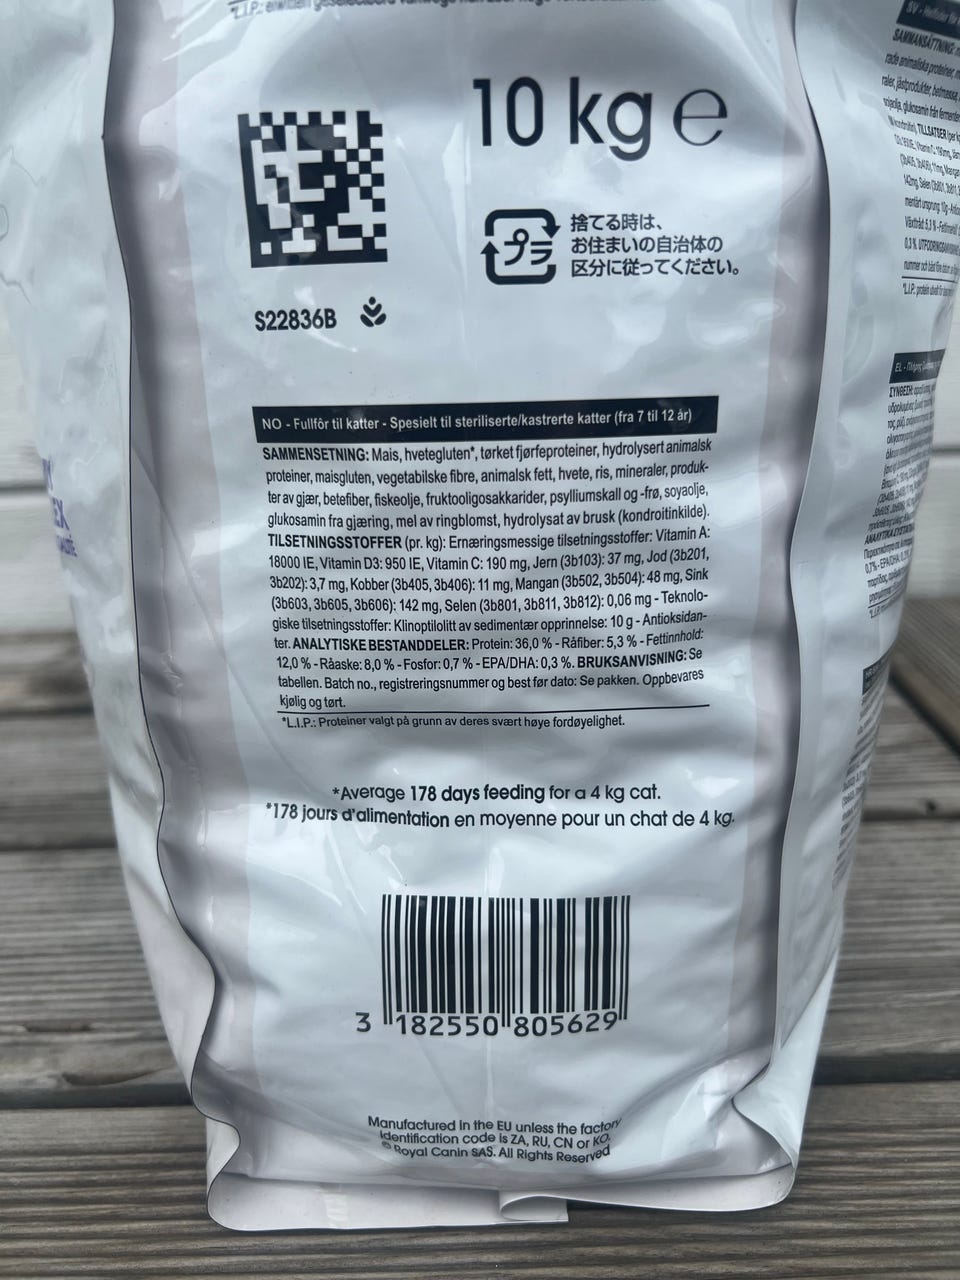 10 kg ℮
プラ
捨てる時は、
お住まいの自治体の
区分に従ってください。
S22836B
NO - Fullfôr til katter - Spesielt til steriliserte/kastrerte katter (fra 7 til 12 år)
SAMMENSETNING: Mais, hvetegluten*, tørket fjørfeproteiner, hydrolysert animalsk
proteiner, maisgluten, vegetabilske fibre, animalsk fett, hvete, ris, mineraler, produk-
ter av gjær, betefiber, fiskeolje, fruktooligosakkarider, psylliumskall og -frø, soyaolje,
glukosamin fra gjæring, mel av ringblomst, hydrolysat av brusk (kondroitinkilde).
TILSETNINGSSTOFFER (pr. kg): Ernæringsmessige tilsetningsstoffer: Vitamin A:
18000 IE, Vitamin D3: 950 IE, Vitamin C: 190 mg, Jern (3b103): 37 mg, Jod (3b201,
3b202): 3,7 mg, Kobber (3b405, 3b406): 11 mg, Mangan (3b502, 3b504): 48 mg, Sink
(3b603, 3b605, 3b606): 142 mg, Selen (3b801, 3b811, 3b812): 0,06 mg - Teknolo-
giske tilsetningsstoffer: Klinoptilolitt av sedimentær opprinnelse: 10 g - Antioksidan-
ter. ANALYTISKE BESTANDDELER: Protein: 36,0 % - Råfiber: 5,3 % - Fettinnhold:
12,0 % - Råaske: 8,0 % - Fosfor: 0,7 % - EPA/DHA: 0,3 %. BRUKSANVISNING: Se
tabellen. Batch no., registreringsnummer og best før dato: Se pakken. Oppbevares
kjølig og tørt.
*L.I.P.: Proteiner valgt på grunn av deres svært høye fordøyelighet.
*Average 178 days feeding for a 4 kg cat.
*178 jours d'alimentation en moyenne pour un chat de 4 kg.
3 182550 805629
Manufactured in the EU unless the factory
identification code is ZA, RU, CN or KO.
© Royal Canin SAS. All Rights Reserved
SAMMANSÄTTNING: